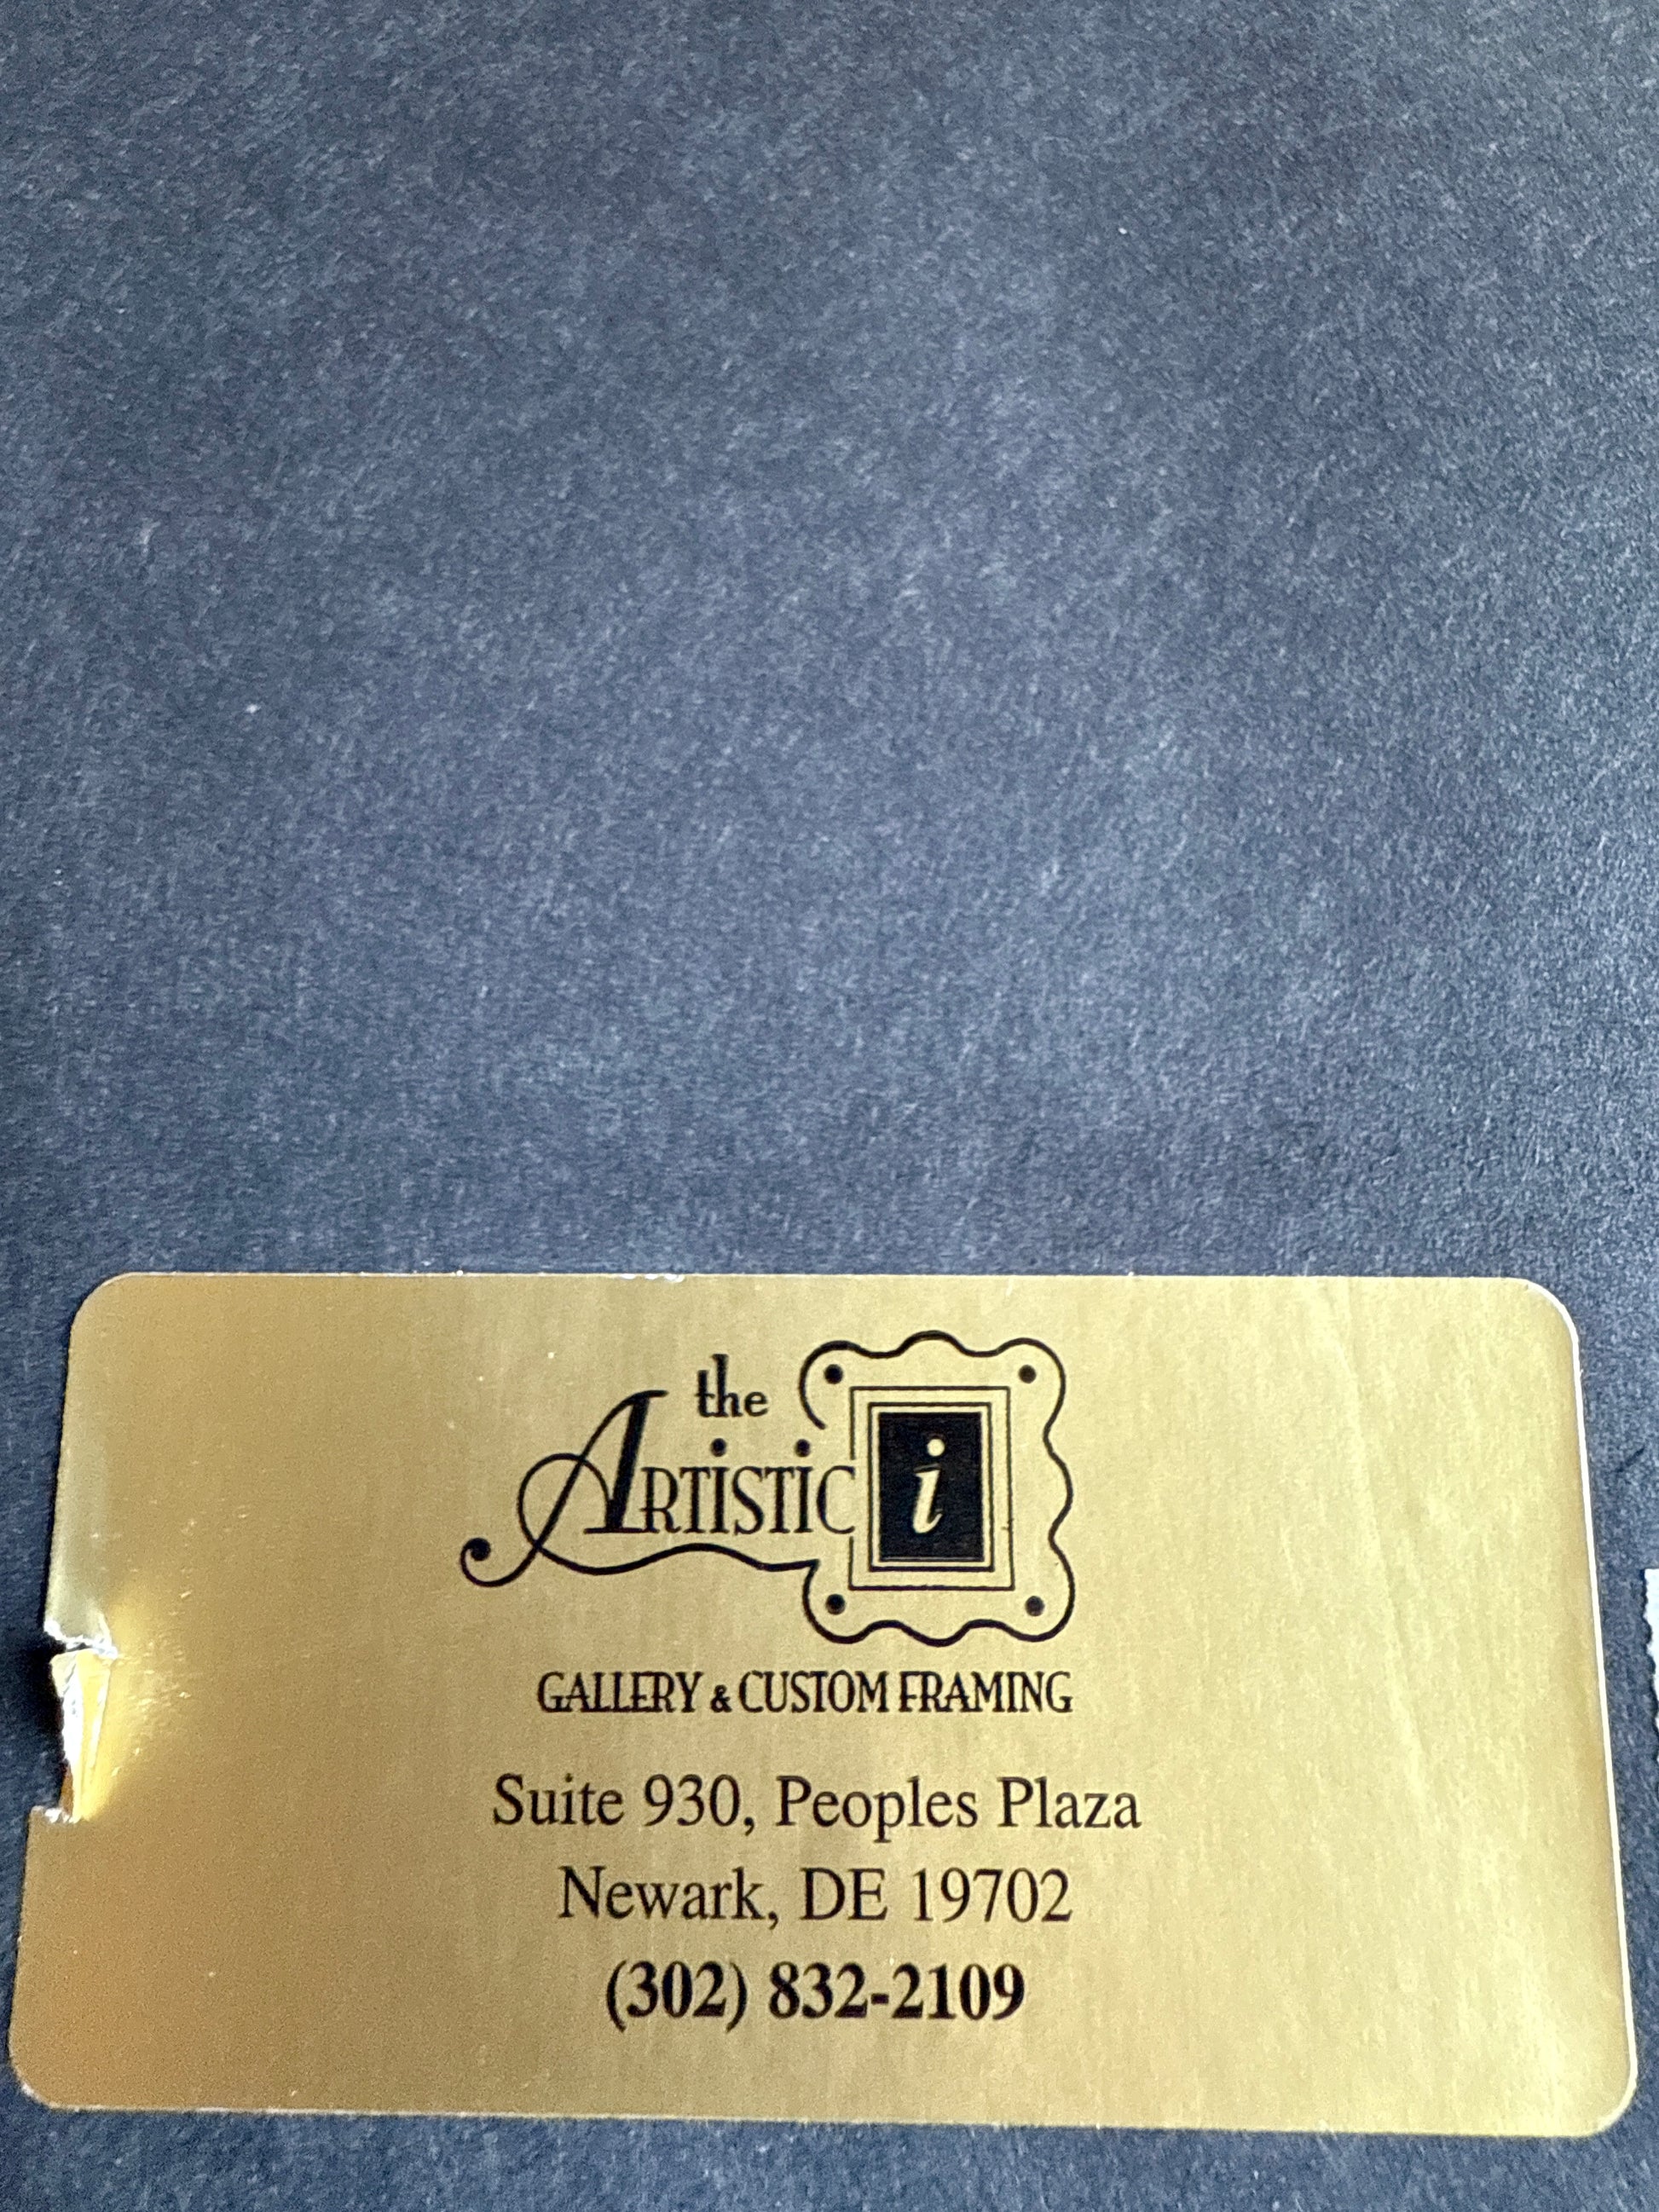 the
ARTiSTiC i
GALLERY & CUSTOM FRAMING
Suite 930, Peoples Plaza
Newark, DE 19702
(302) 832-2109